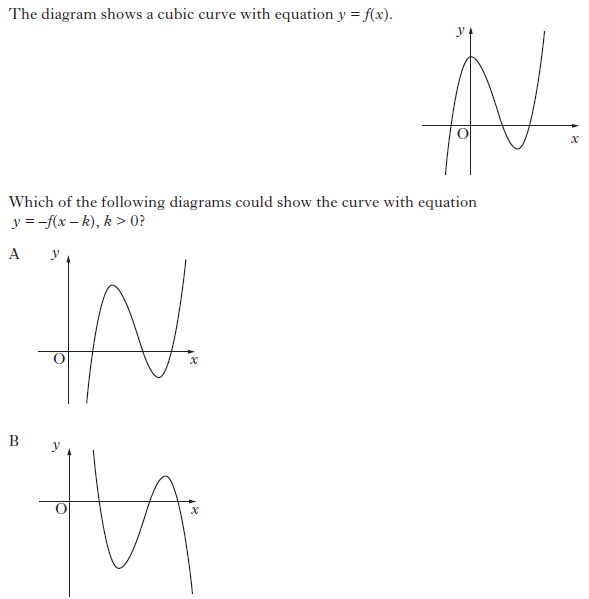 The diagram shows a cubic curve with equation y = f(x).
y
O
x
Which of the following diagrams could show the curve with equation
y = –f(x – k), k > 0?
A
y
O
x
B
y
O
x